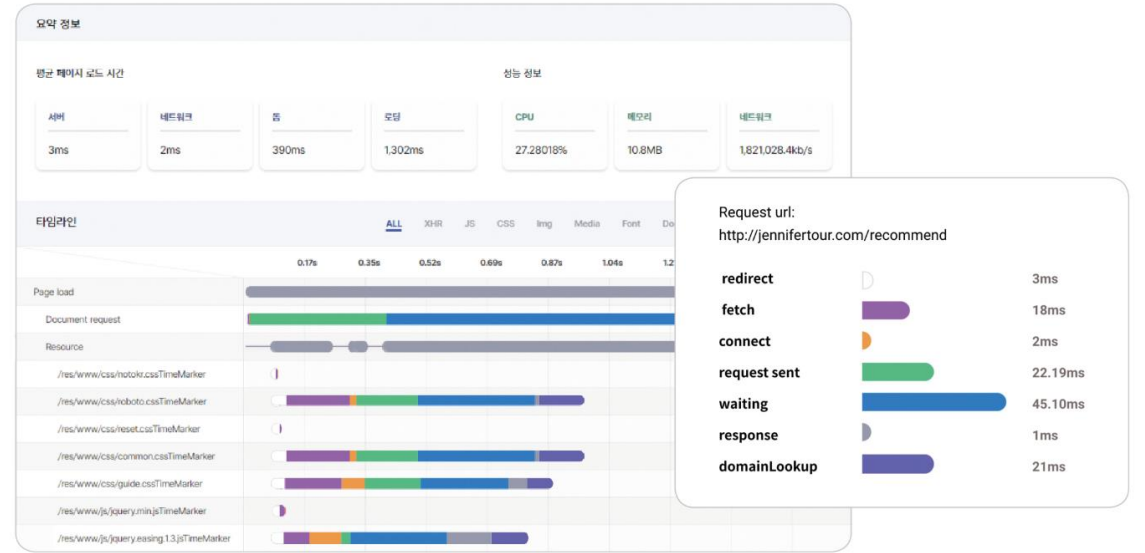 요약 정보
평균 페이지 로드 시간
성능 정보
서버
네트워크
돔
로딩
CPU
메모리
네트워크
3ms
2ms
390ms
1,302ms
27.28018%
10.8MB
1,821,028.4kb/s
타임라인
ALL XHR JS CSS Img Media Font Do
0.17s 0.35s 0.52s 0.69s 0.87s 1.04s 1.2
Page load
Document request
Resource
/res/www/css/notokr.cssTimeMarker
/res/www/css/roboto.cssTimeMarker
/res/www/css/reset.cssTimeMarker
/res/www/css/common.cssTimeMarker
/res/www/css/guide.cssTimeMarker
/res/www/js/jquery.min.jsTimeMarker
/res/www/js/jquery.easing.1.3.jsTimeMarker
Request url:
http://jennifertour.com/recommend
redirect 3ms
fetch 18ms
connect 2ms
request sent 22.19ms
waiting 45.10ms
response 1ms
domainLookup 21ms